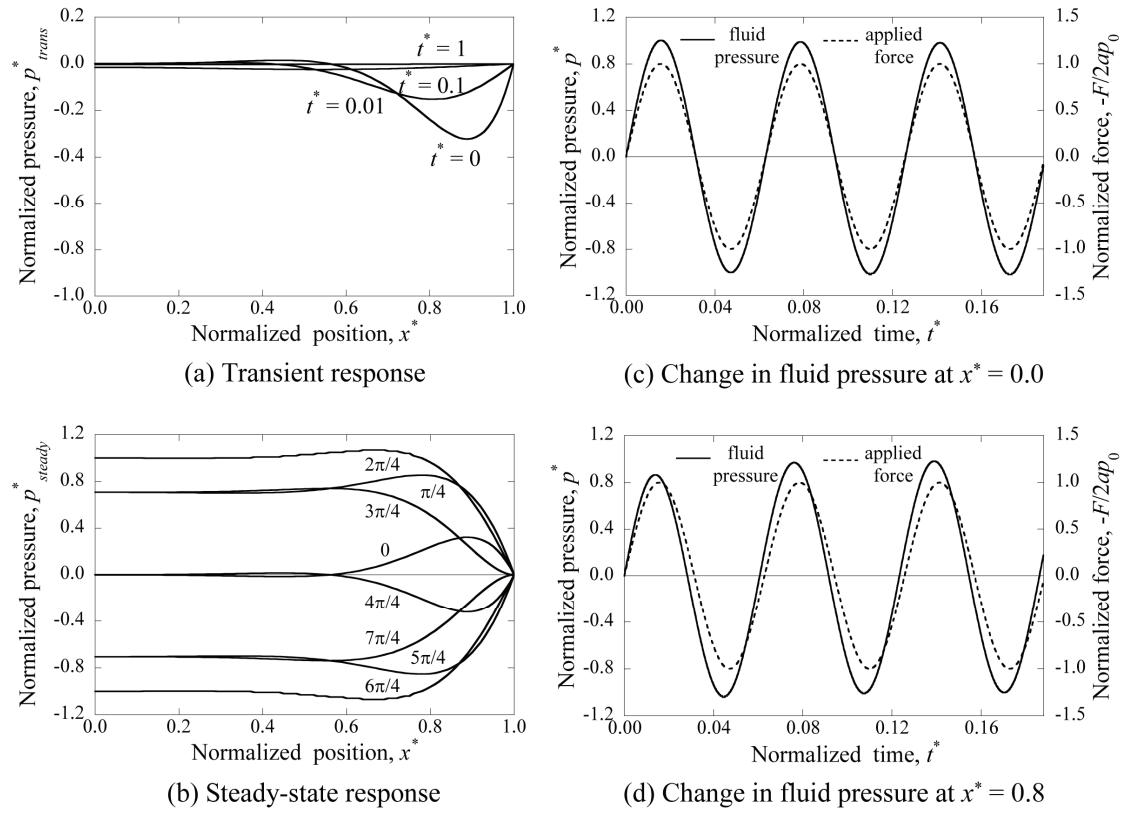 0.2
0.0
-0.2
-0.4
-0.6
-0.8
-1.0
Normalized pressure, p*trans
t* = 1
t* = 0.1
t* = 0.01
t* = 0
0.0 0.2 0.4 0.6 0.8 1.0
Normalized position, x*
(a) Transient response
1.2
0.8
0.4
0.0
-0.4
-0.8
-1.2
Normalized pressure, p*
fluid
pressure
applied
force
1.5
1.0
0.5
0.0
-0.5
-1.0
-1.5
Normalized force, -F/2ap0
0.00 0.04 0.08 0.12 0.16
Normalized time, t*
(c) Change in fluid pressure at x* = 0.0
1.2
0.8
0.4
0.0
-0.4
-0.8
-1.2
Normalized pressure, p*steady
2π/4
π/4
3π/4
0
4π/4
7π/4
5π/4
6π/4
0.0 0.2 0.4 0.6 0.8 1.0
Normalized position, x*
(b) Steady-state response
1.2
0.8
0.4
0.0
-0.4
-0.8
-1.2
Normalized pressure, p*
fluid
pressure
applied
force
1.5
1.0
0.5
0.0
-0.5
-1.0
-1.5
Normalized force, -F/2ap0
0.00 0.04 0.08 0.12 0.16
Normalized time, t*
(d) Change in fluid pressure at x* = 0.8